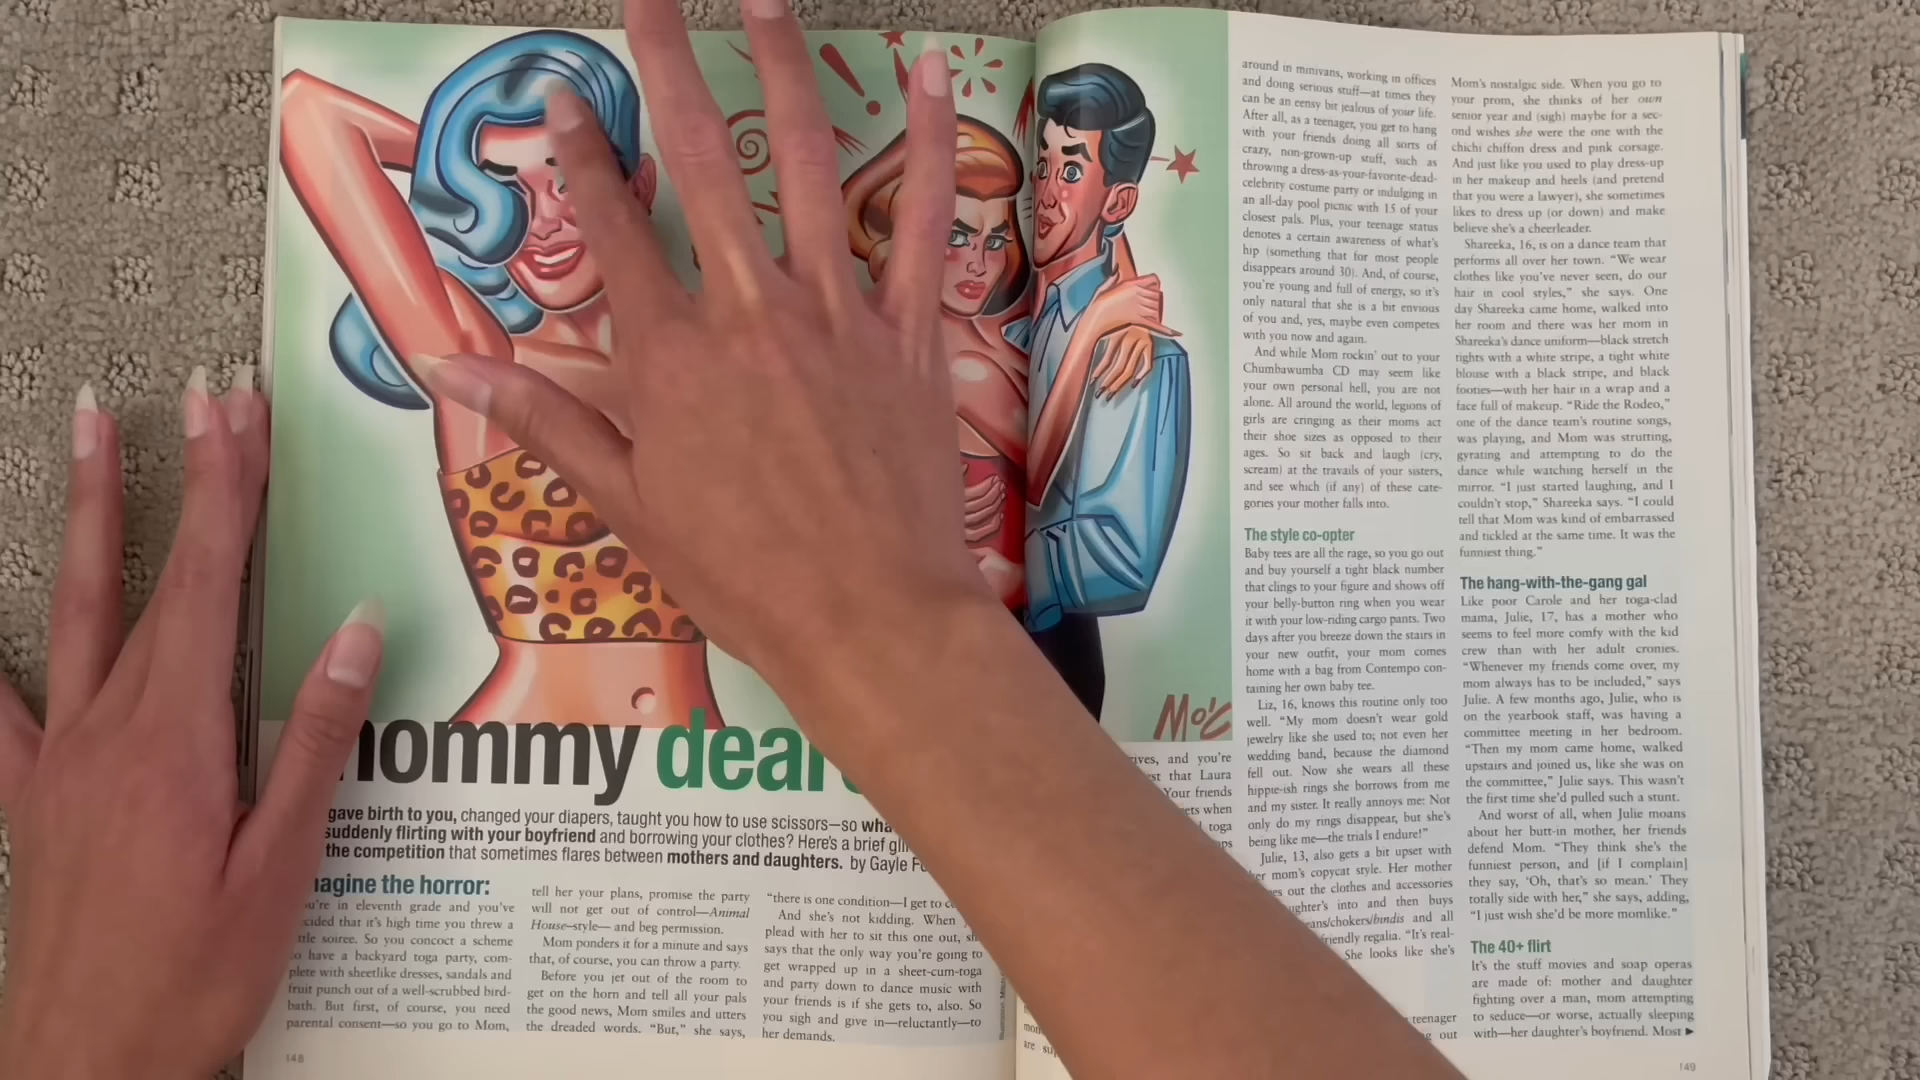 mommy dear
gave birth to you, changed your diapers, taught you how to use scissors—so
suddenly flirting with your boyfriend and borrowing your clothes? Here's a brief
the competition that sometimes flares between mothers and daughters. by Gayle
the horror:
in eleventh grade and you've
that it's high time you threw a
soiree. So you concoct a scheme
have a backyard toga party, com-
plete with sheetlike dresses, sandals and
fruit punch out of a well-scrubbed bird-
bath. But first, of course, you need
parental consent—so you go to Mom,
tell her your plans, promise the party
will not get out of control—Animal
House–style— and beg permission.
Mom ponders it for a minute and says
that, of course, you can throw a party.
Before you jet out of the room to
get on the horn and tell all your pals
the good news, Mom smiles and utters
the dreaded words. "But," she says,
"there is one condition—I get to
And she's not kidding. When
plead with her to sit this one out,
says that the only way you're going to
get wrapped up in a sheet-cum-toga
and party down to dance music with
your friends is if she gets to, also. So
you sigh and give in—reluctantly—to
her demands.
148
and you're
that Laura
Your friends
when
toga
teenager
out
around in minivans, working in offices
and doing serious stuff—at times they
can be an eensy bit jealous of your life.
After all, as a teenager, you get to hang
with your friends doing all sorts of
crazy, non-grown-up stuff, such as
throwing a dress-as-your-favorite-dead-
celebrity costume party or indulging in
an all-day pool picnic with 15 of your
closest pals. Plus, your teenage status
denotes a certain awareness of what's
hip (something that for most people
disappears around 30). And, of course,
you're young and full of energy, so it's
only natural that she is a bit envious
of you and, yes, maybe even competes
with you now and again.
And while Mom rockin' out to your
Chumbawumba CD may seem like
your own personal hell, you are not
alone. All around the world, legions of
girls are cringing as their moms act
their shoe sizes as opposed to their
ages. So sit back and laugh (cry,
scream) at the travails of your sisters,
and see which (if any) of these cate-
gories your mother falls into.
The style co-opter
Baby tees are all the rage, so you go out
and buy yourself a tight black number
that clings to your figure and shows off
your belly-button ring when you wear
it with your low-riding cargo pants. Two
days after you breeze down the stairs in
your new outfit, your mom comes
home with a bag from Contempo con-
taining her own baby tee.
Liz, 16, knows this routine only too
well. "My mom doesn't wear gold
jewelry like she used to; not even her
wedding band, because the diamond
fell out. Now she wears all these
hippie-ish rings she borrows from me
and my sister. It really annoys me: Not
only do my rings disappear, but she's
being like me—the trials I endure!"
Julie, 13, also gets a bit upset with
her mom's copycat style. Her mother
out the clothes and accessories
into and then buys
chokers/bindis and all
regalia. "It's real-
She looks like she's
Mom's nostalgic side. When you go to
your prom, she thinks of her own
senior year and (sigh) maybe for a sec-
ond wishes she were the one with the
chichi chiffon dress and pink corsage.
And just like you used to play dress-up
in her makeup and heels (and pretend
that you were a lawyer), she sometimes
likes to dress up (or down) and make
believe she's a cheerleader.
Shareeka, 16, is on a dance team that
performs all over her town. "We wear
clothes like you've never seen, do our
hair in cool styles," she says. One
day Shareeka came home, walked into
her room and there was her mom in
Shareeka's dance uniform—black stretch
tights with a white stripe, a tight white
blouse with a black stripe, and black
footies—with her hair in a wrap and a
face full of makeup. "Ride the Rodeo,"
one of the dance team's routine songs,
was playing, and Mom was strutting,
gyrating and attempting to do the
dance while watching herself in the
mirror. "I just started laughing, and I
couldn't stop," Shareeka says. "I could
tell that Mom was kind of embarrassed
and tickled at the same time. It was the
funniest thing."
The hang-with-the-gang gal
Like poor Carole and her toga-clad
mama, Julie, 17, has a mother who
seems to feel more comfy with the kid
crew than with her adult cronies.
"Whenever my friends come over, my
mom always has to be included," says
Julie. A few months ago, Julie, who is
on the yearbook staff, was having a
committee meeting in her bedroom.
"Then my mom came home, walked
upstairs and joined us, like she was on
the committee," Julie says. This wasn't
the first time she'd pulled such a stunt.
And worst of all, when Julie moans
about her butt-in mother, her friends
defend Mom. "They think she's the
funniest person, and [if I complain]
they say, 'Oh, that's so mean.' They
totally side with her," she says, adding,
"I just wish she'd be more momlike."
The 40+ flirt
It's the stuff movies and soap operas
are made of: mother and daughter
fighting over a man, mom attempting
to seduce—or worse, actually sleeping
with—her daughter's boyfriend. Most ►
149